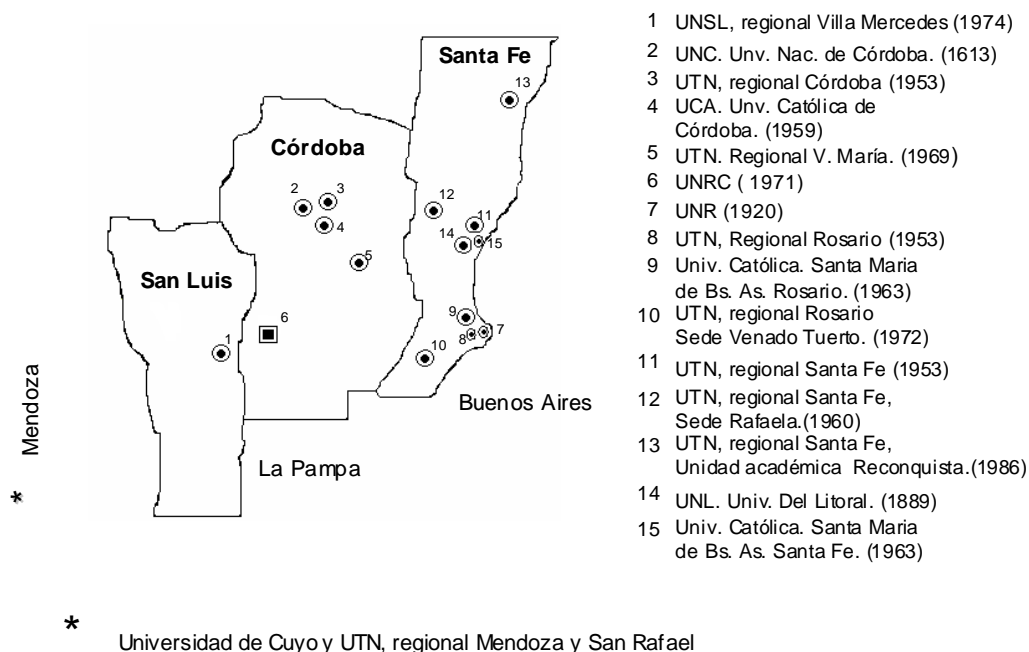 Santa Fe
13
Córdoba
2
3
4
12
11
14
15
5
San Luis
6
1
9
8
7
10
Buenos Aires
La Pampa
Mendoza
*
1 UNSL, regional Villa Mercedes (1974)
2 UNC. Unv. Nac. de Córdoba. (1613)
3 UTN, regional Córdoba (1953)
4 UCA. Unv. Católica de
Córdoba. (1959)
5 UTN. Regional V. María. (1969)
6 UNRC ( 1971)
7 UNR (1920)
8 UTN, Regional Rosario (1953)
9 Univ. Católica. Santa Maria
de Bs. As. Rosario. (1963)
10 UTN, regional Rosario
Sede Venado Tuerto. (1972)
11 UTN, regional Santa Fe (1953)
12 UTN, regional Santa Fe,
Sede Rafaela.(1960)
13 UTN, regional Santa Fe,
Unidad académica Reconquista.(1986)
14 UNL. Univ. Del Litoral. (1889)
15 Univ. Católica. Santa Maria
de Bs. As. Santa Fe. (1963)
* Universidad de Cuyo y UTN, regional Mendoza y San Rafael